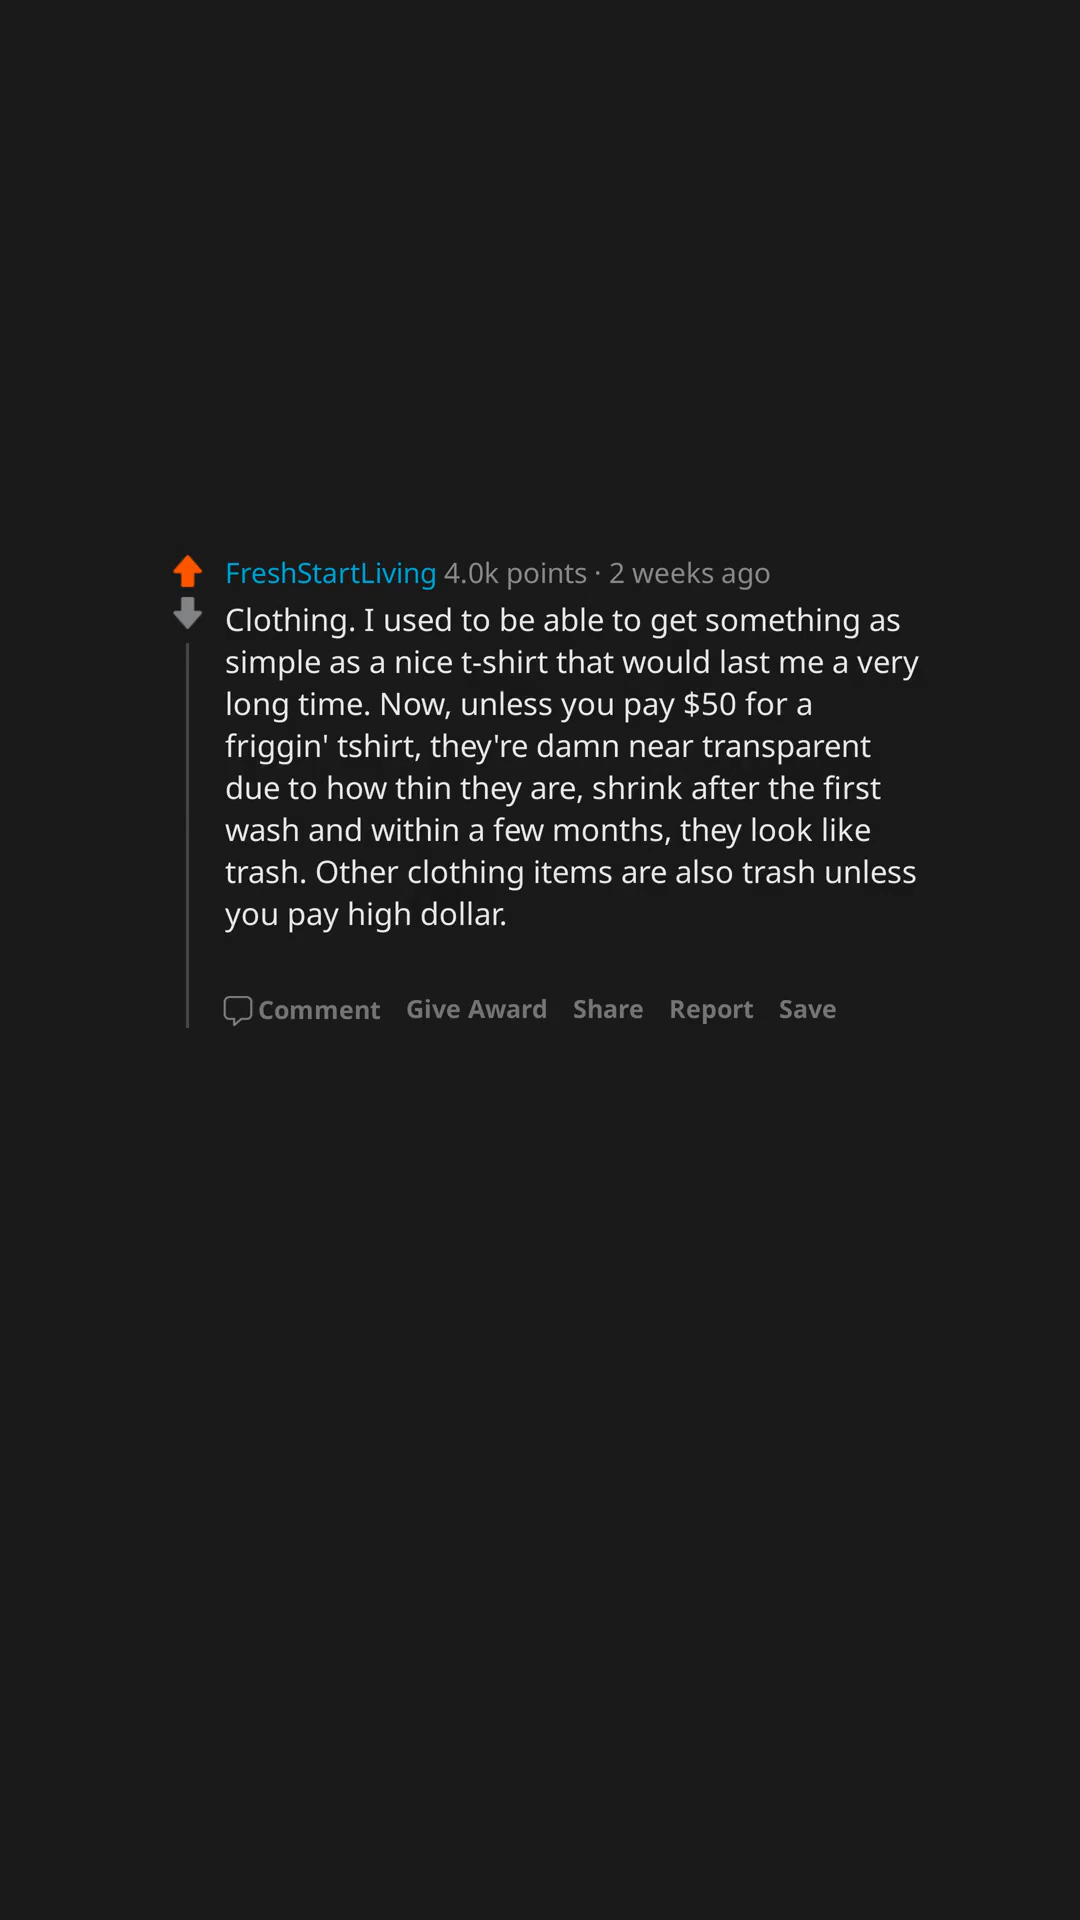 FreshStartLiving 4.0k points · 2 weeks ago
Clothing. I used to be able to get something as
simple as a nice t-shirt that would last me a very
long time. Now, unless you pay $50 for a
friggin' tshirt, they're damn near transparent
due to how thin they are, shrink after the first
wash and within a few months, they look like
trash. Other clothing items are also trash unless
you pay high dollar.
Comment Give Award Share Report Save